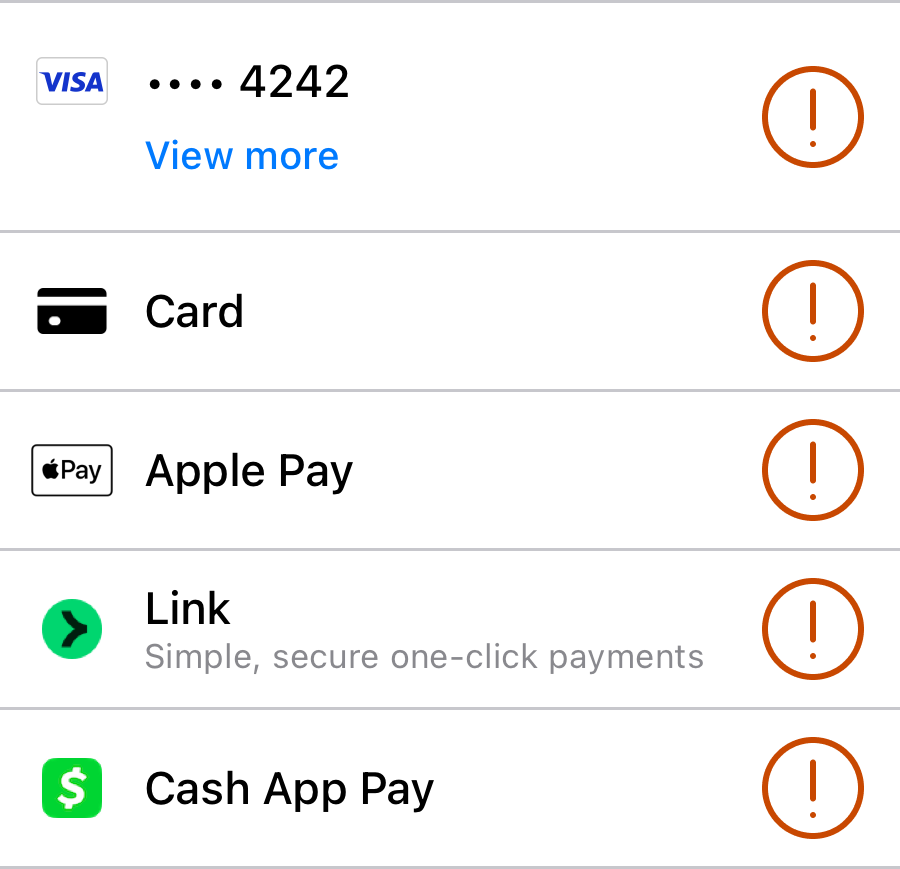 VISA
•••• 4242
View more
Card
Pay
Apple Pay
Link
Simple, secure one-click payments
$
Cash App Pay